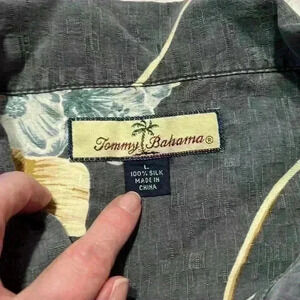 Tommy Bahama®
L
100% SILK
MADE IN
CHINA